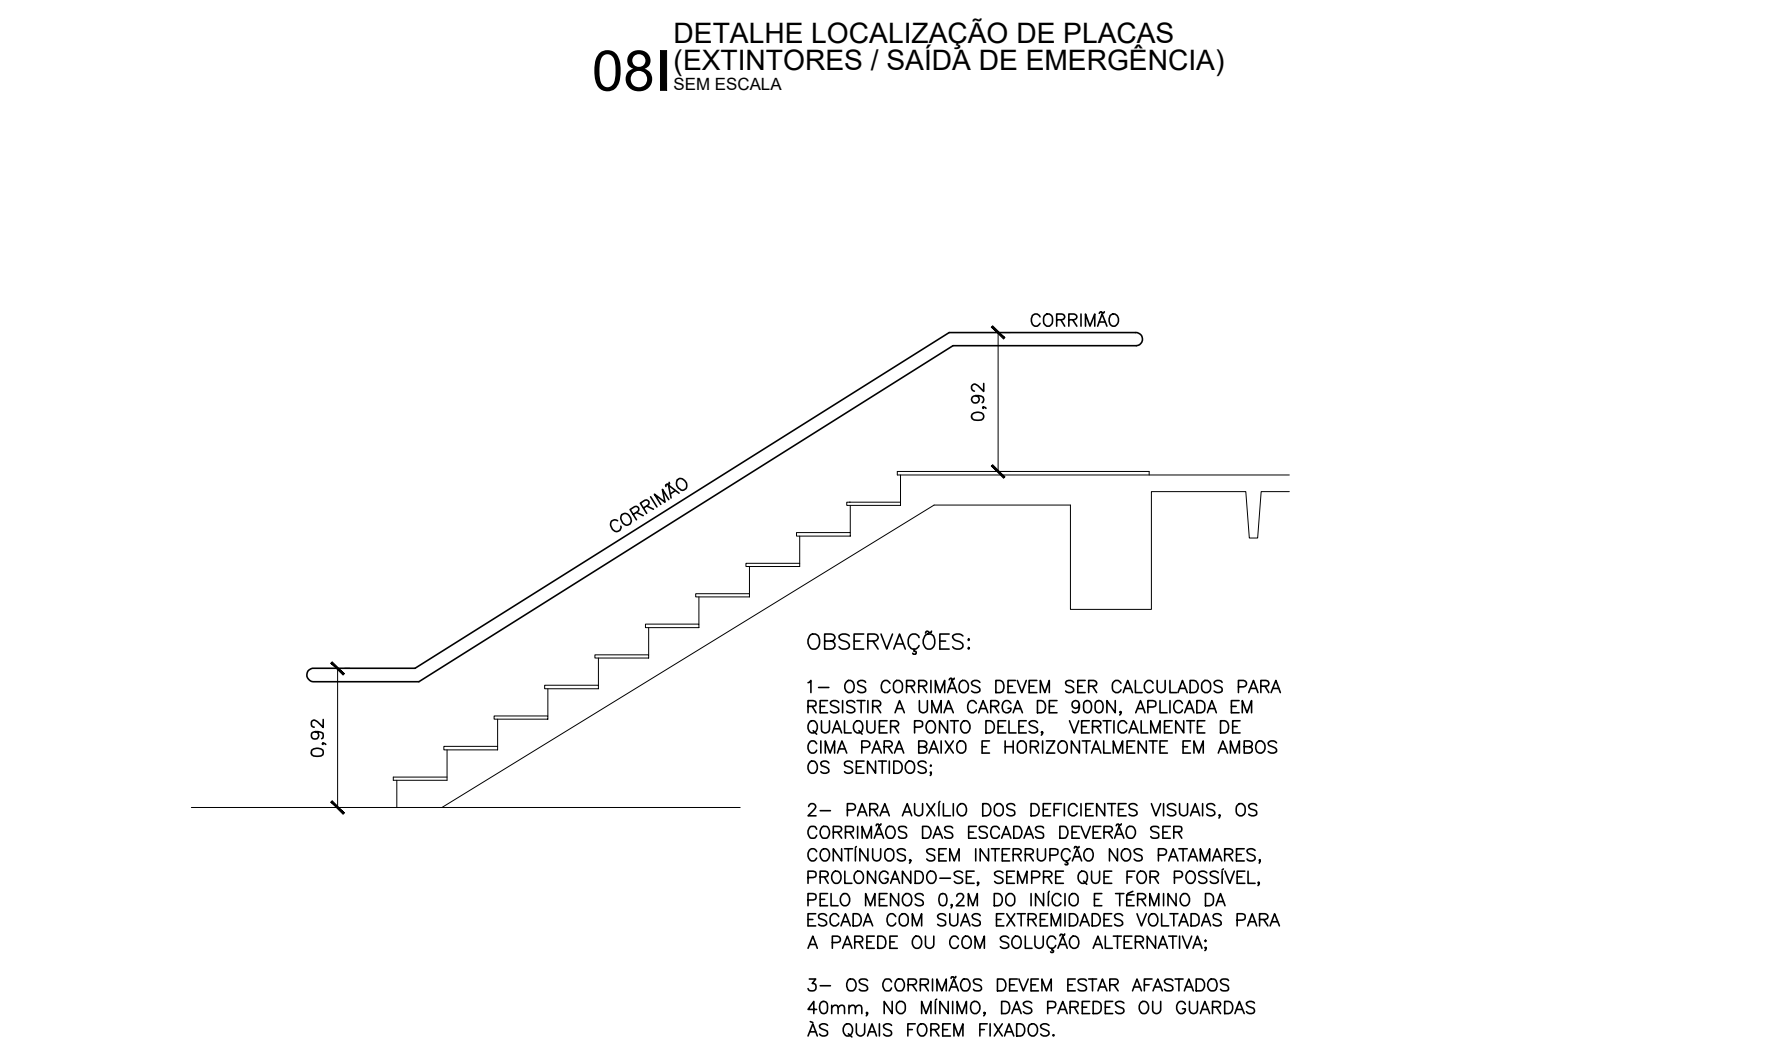 DETALHE LOCALIZAÇÃO DE PLACAS
08 (EXTINTORES / SAÍDA DE EMERGÊNCIA)
SEM ESCALA
CORRIMÃO
0,92
CORRIMÃO
0,92
OBSERVAÇÕES:
1– OS CORRIMÃOS DEVEM SER CALCULADOS PARA
RESISTIR A UMA CARGA DE 900N, APLICADA EM
QUALQUER PONTO DELES, VERTICALMENTE DE
CIMA PARA BAIXO E HORIZONTALMENTE EM AMBOS
OS SENTIDOS;
2– PARA AUXÍLIO DOS DEFICIENTES VISUAIS, OS
CORRIMÃOS DAS ESCADAS DEVERÃO SER
CONTÍNUOS, SEM INTERRUPÇÃO NOS PATAMARES,
PROLONGANDO–SE, SEMPRE QUE FOR POSSÍVEL,
PELO MENOS 0,2M DO INÍCIO E TÉRMINO DA
ESCADA COM SUAS EXTREMIDADES VOLTADAS PARA
A PAREDE OU COM SOLUÇÃO ALTERNATIVA;
3– OS CORRIMÃOS DEVEM ESTAR AFASTADOS
40mm, NO MÍNIMO, DAS PAREDES OU GUARDAS
ÀS QUAIS FOREM FIXADOS.